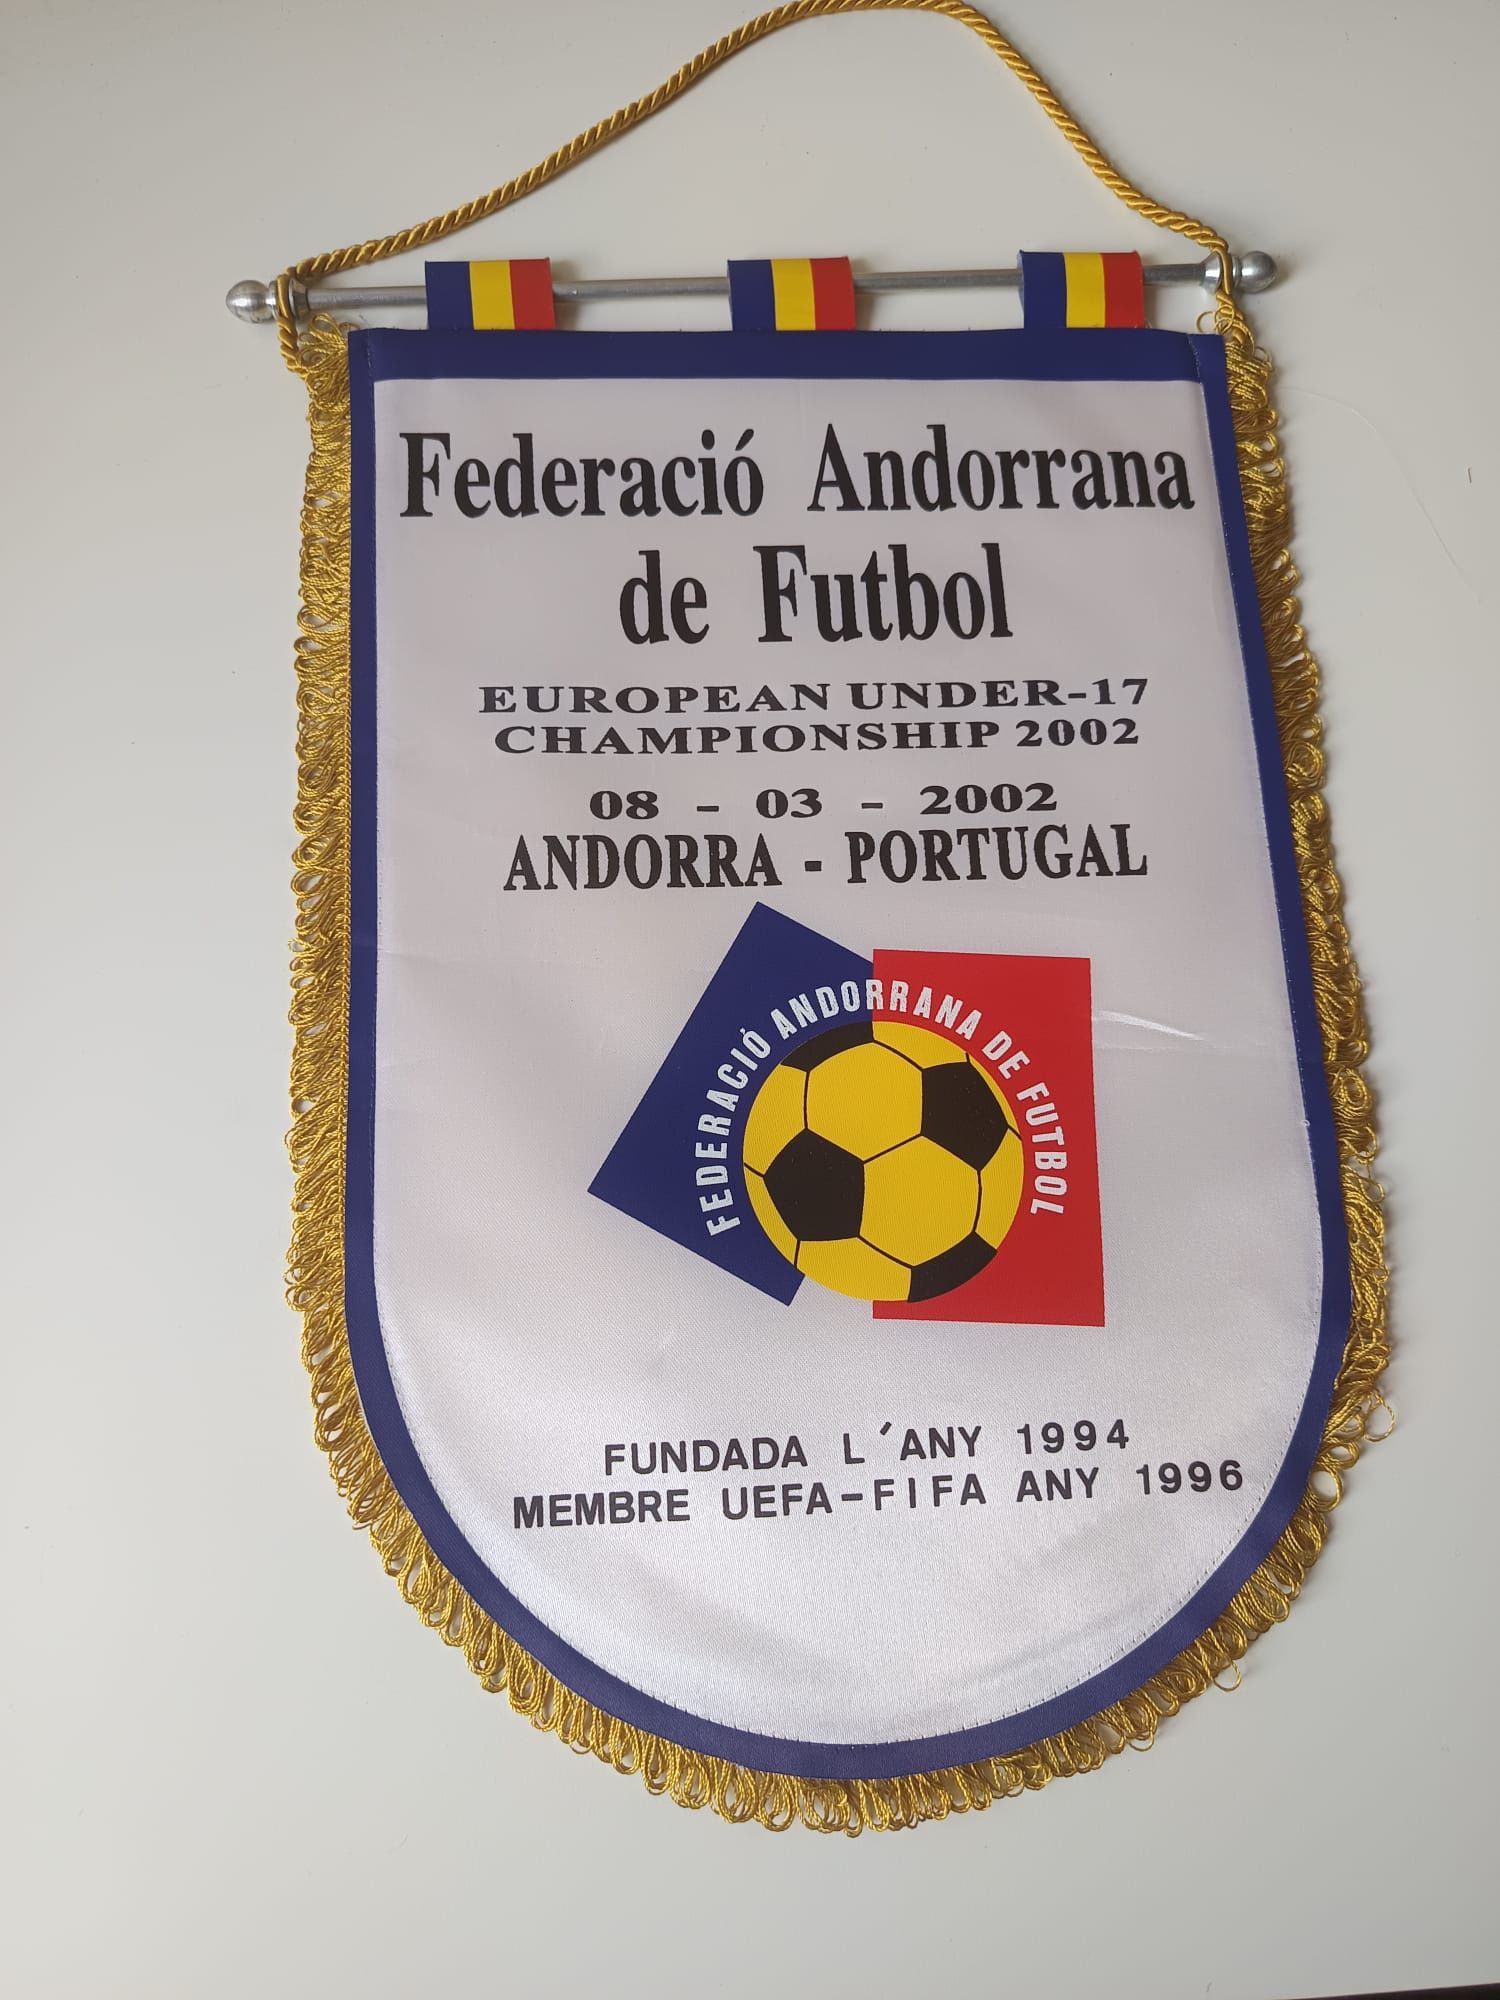 Federació Andorrana
de Futbol
EUROPEAN UNDER-17
CHAMPIONSHIP 2002
08 - 03 - 2002
ANDORRA - PORTUGAL
FEDERACIÓ ANDORRANA DE FUTBOL
FUNDADA L´ANY 1994
MEMBRE UEFA-FIFA ANY 1996